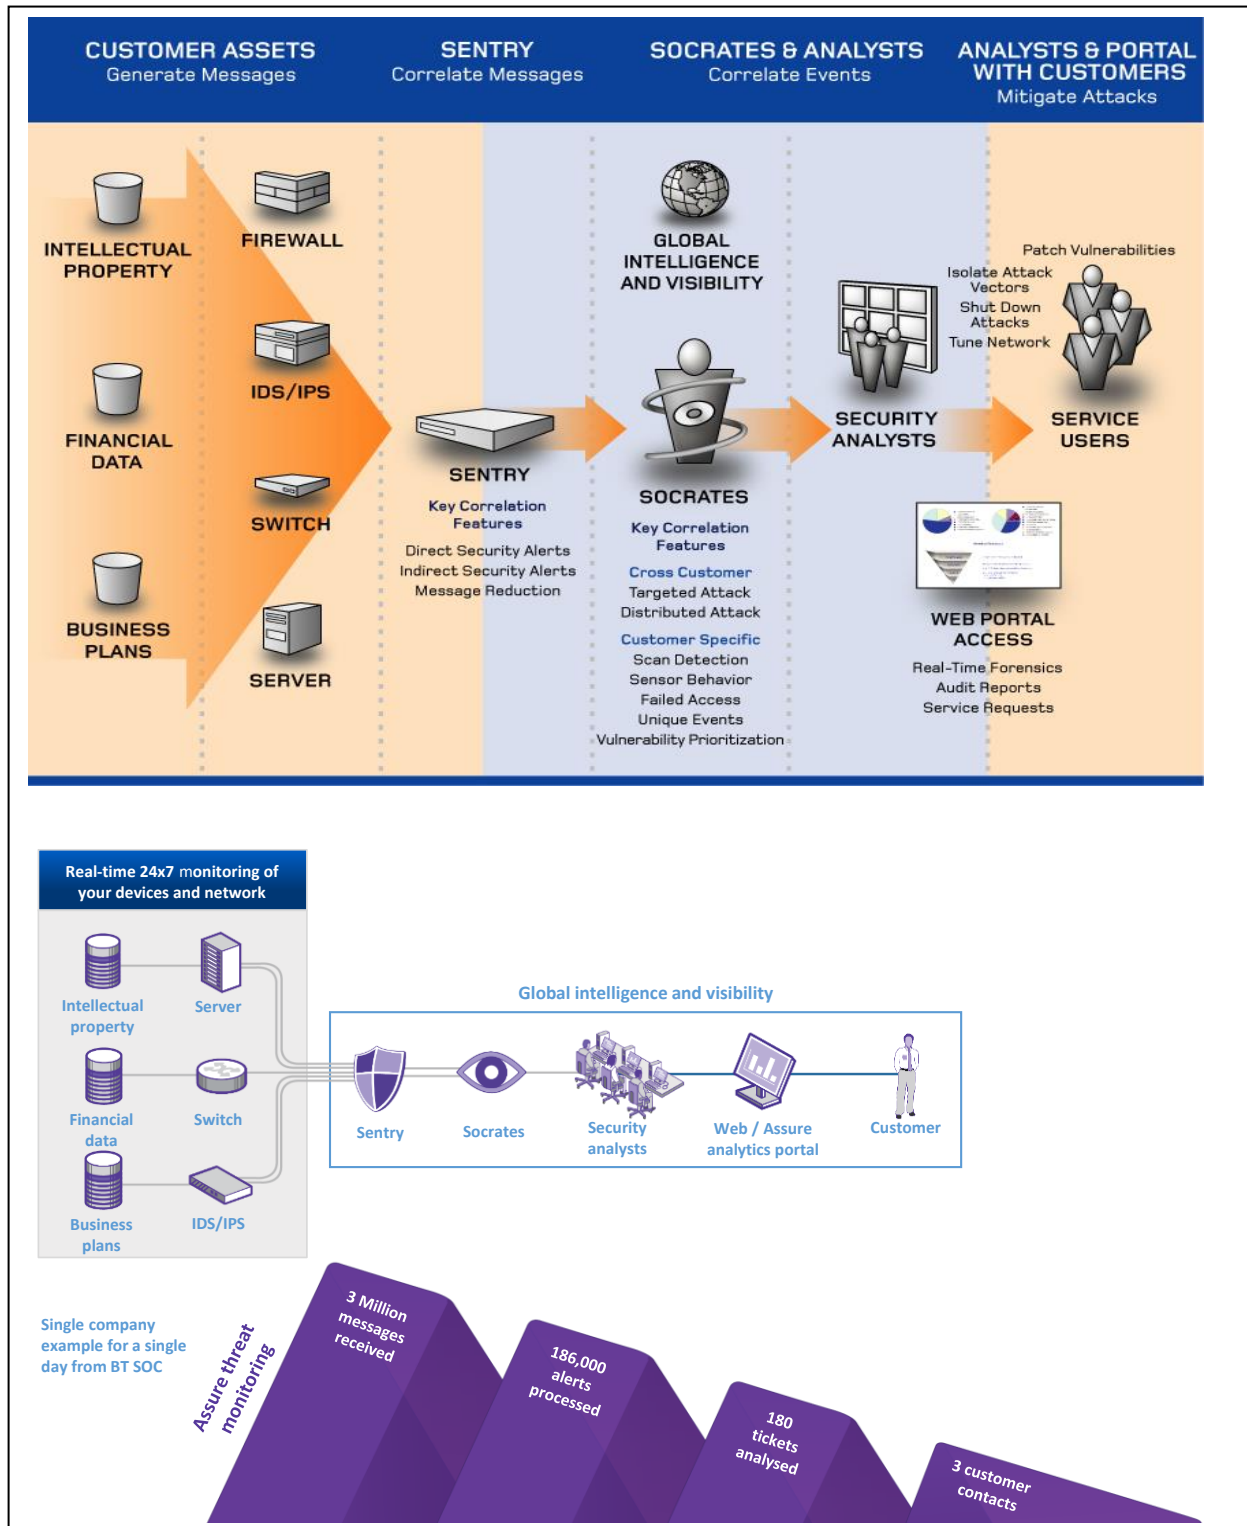 CUSTOMER ASSETS
Generate Messages
SENTRY
Correlate Messages
SOCRATES & ANALYSTS
Correlate Events
ANALYSTS & PORTAL
WITH CUSTOMERS
Mitigate Attacks
INTELLECTUAL
PROPERTY
FINANCIAL
DATA
BUSINESS
PLANS
FIREWALL
IDS/IPS
SWITCH
SERVER
SENTRY
Key Correlation
Features
Direct Security Alerts
Indirect Security Alerts
Message Reduction
GLOBAL
INTELLIGENCE
AND VISIBILITY
SOCRATES
Key Correlation
Features
Cross Customer
Targeted Attack
Distributed Attack
Customer Specific
Scan Detection
Sensor Behavior
Failed Access
Unique Events
Vulnerability Prioritization
SECURITY
ANALYSTS
Patch Vulnerabilities
Isolate Attack
Vectors
Shut Down
Attacks
Tune Network
SERVICE
USERS
WEB PORTAL
ACCESS
Real-Time Forensics
Audit Reports
Service Requests
Real-time 24x7 monitoring of
your devices and network
Intellectual
property
Server
Financial
data
Switch
Business
plans
IDS/IPS
Global intelligence and visibility
Sentry
Socrates
Security
analysts
Web / Assure
analytics portal
Customer
Single company
example for a single
day from BT SOC
Assure threat
monitoring
3 Million
messages
received
186,000
alerts
processed
180
tickets
analysed
3 customer
contacts